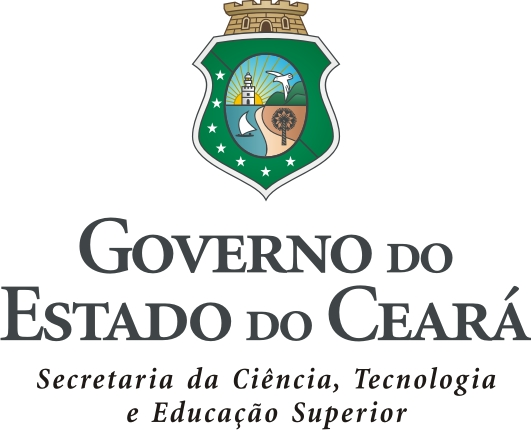 GOVERNO DO
ESTADO DO CEARÁ
Secretaria da Ciência, Tecnologia
e Educação Superior